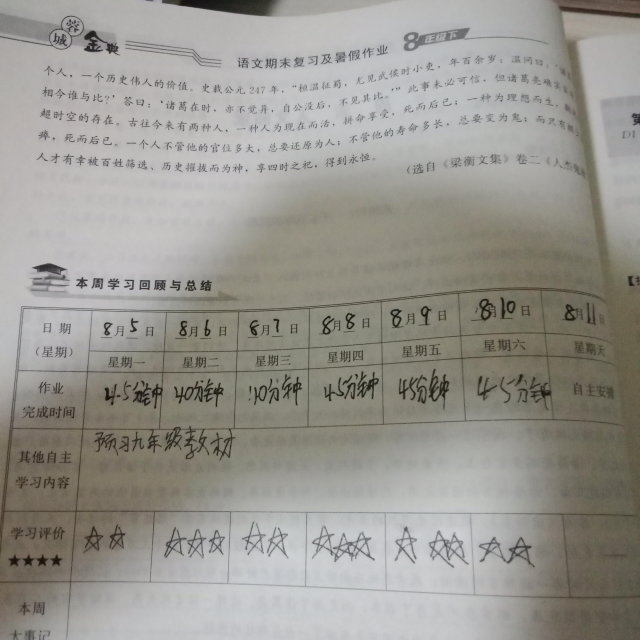 蓉城金牌
语文期末复习及暑假作业 8年级下
个人，一个历史伟人的价值。史载公元247年，“桓温征蜀，尤见武侯时小吏，年百余岁；温问曰：‘
相今谁与比？’答曰：‘诸葛在时，亦不觉异，自公没后，不见其比。’”此事未必可信，但诸葛亮确实
超时空的存在。古往今来有两种人，一种人为现在而活，拼命享受，死而后已；一种为理想而生，鞠躬
瘁，死而后已。一个人不管他的官位多大，总要还原为人；不管他的寿命多长，总要变为鬼；而只有
人才有幸被百姓筛选、历史擢拔而为神，享四时之祀，得到永恒。
（选自《梁衡文集》卷二《人杰
本周学习回顾与总结
日期 8月5日 8月6日 8月7日 8月8日 8月9日 8月10日 8月11日
（星期） 星期一 星期二 星期三 星期四 星期五 星期六 星期天
作业
完成时间 45分钟 40分钟 40分钟 45分钟 45分钟 45分钟 自主安排
其他自主
学习内容 预习九年级教材
学习评价
★★★★ ☆☆ ☆☆☆ ☆☆ ☆☆☆ ☆☆☆ ☆☆
本周
大事记